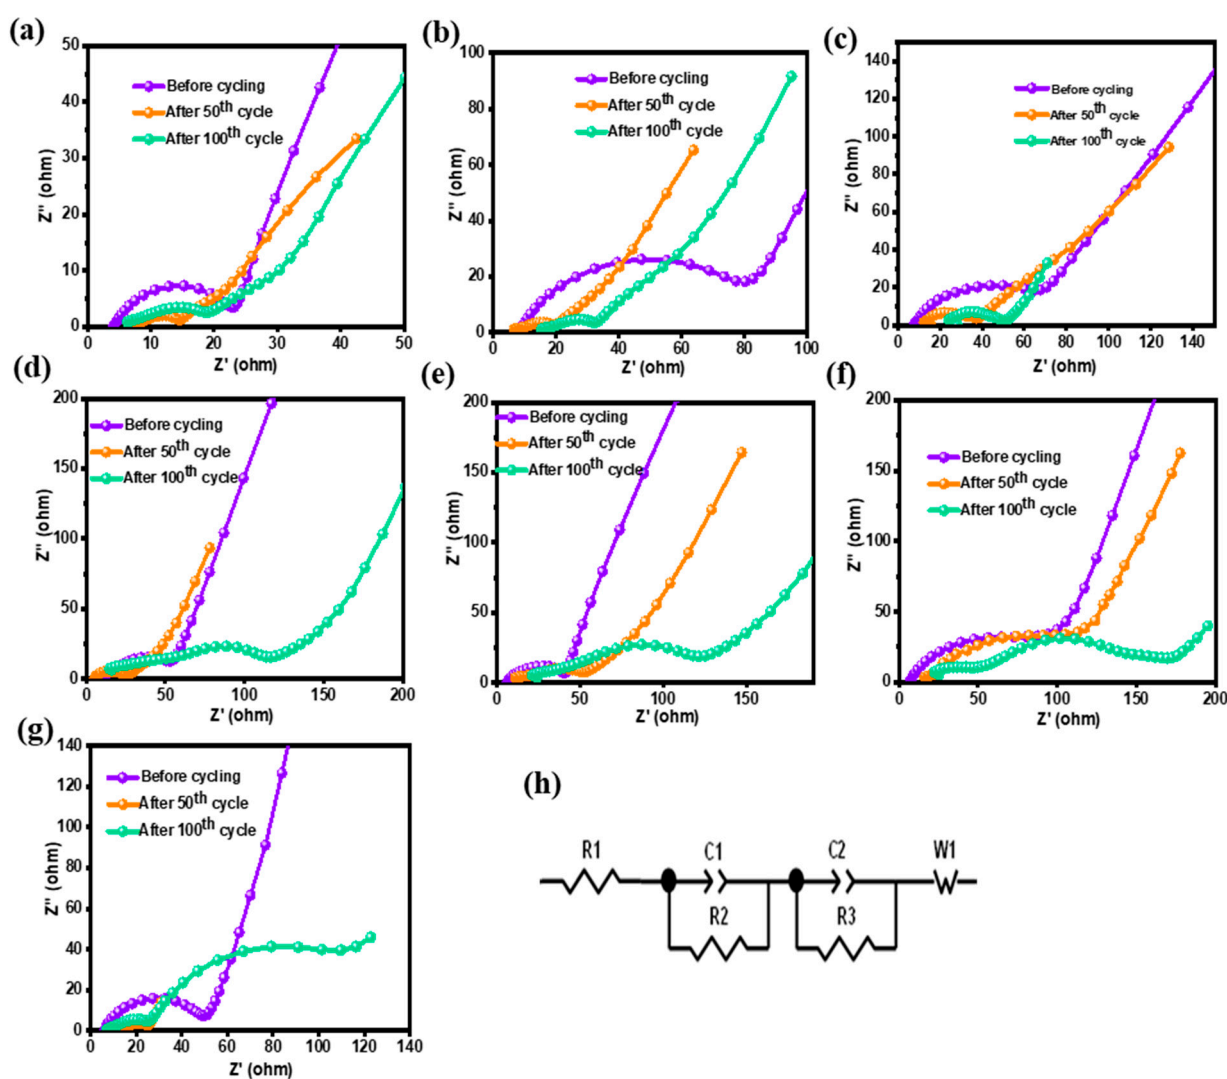 (a)
50
40
30
20
10
0
Z'' (ohm)
Before cycling
After 50th cycle
After 100th cycle
0 10 20 30 40 50
Z' (ohm)
(b)
100
80
60
40
20
0
Z'' (ohm)
Before cycling
After 50th cycle
After 100th cycle
0 20 40 60 80 100
Z' (ohm)
(c)
140
120
100
80
60
40
20
0
Z'' (ohm)
Before cycling
After 50th cycle
After 100th cycle
0 20 40 60 80 100 120 140
Z' (ohm)
(d)
200
150
100
50
0
Z'' (ohm)
Before cycling
After 50th cycle
After 100th cycle
0 50 100 150 200
Z' (ohm)
(e)
200
150
100
50
0
Z'' (ohm)
Before cycling
After 50th cycle
After 100th cycle
0 50 100 150
Z' (ohm)
(f)
200
150
100
50
0
Z'' (ohm)
Before cycling
After 50th cycle
After 100th cycle
0 50 100 150 200
Z' (ohm)
(g)
140
120
100
80
60
40
20
0
Z'' (ohm)
Before cycling
After 50th cycle
After 100th cycle
0 20 40 60 80 100 120 140
Z' (ohm)
(h)
R1 C1 C2 W1
R2 R3